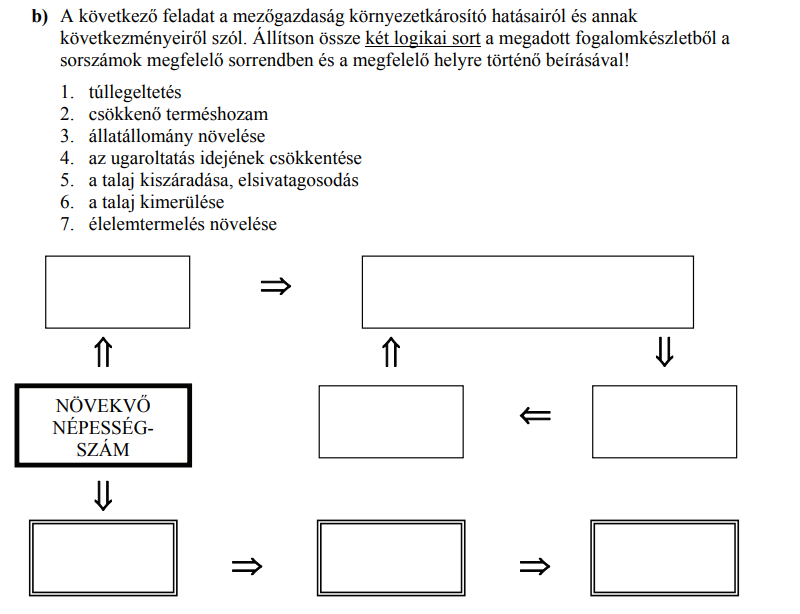 b) A következő feladat a mezőgazdaság környezetkárosító hatásairól és annak
következményeiről szól. Állítson össze két logikai sort a megadott fogalomkészletből a
sorszámok megfelelő sorrendben és a megfelelő helyre történő beírásával!
1. túllegeltetés
2. csökkenő terméshozam
3. állatállomány növelése
4. az ugaroltatás idejének csökkentése
5. a talaj kiszáradása, elsivatagosodás
6. a talaj kimerülése
7. élelemtermelés növelése
⇒
⇑ ⇑ ⇓
NÖVEKVŐ
NÉPESSÉG-
SZÁM
⇐
⇓
⇒ ⇒